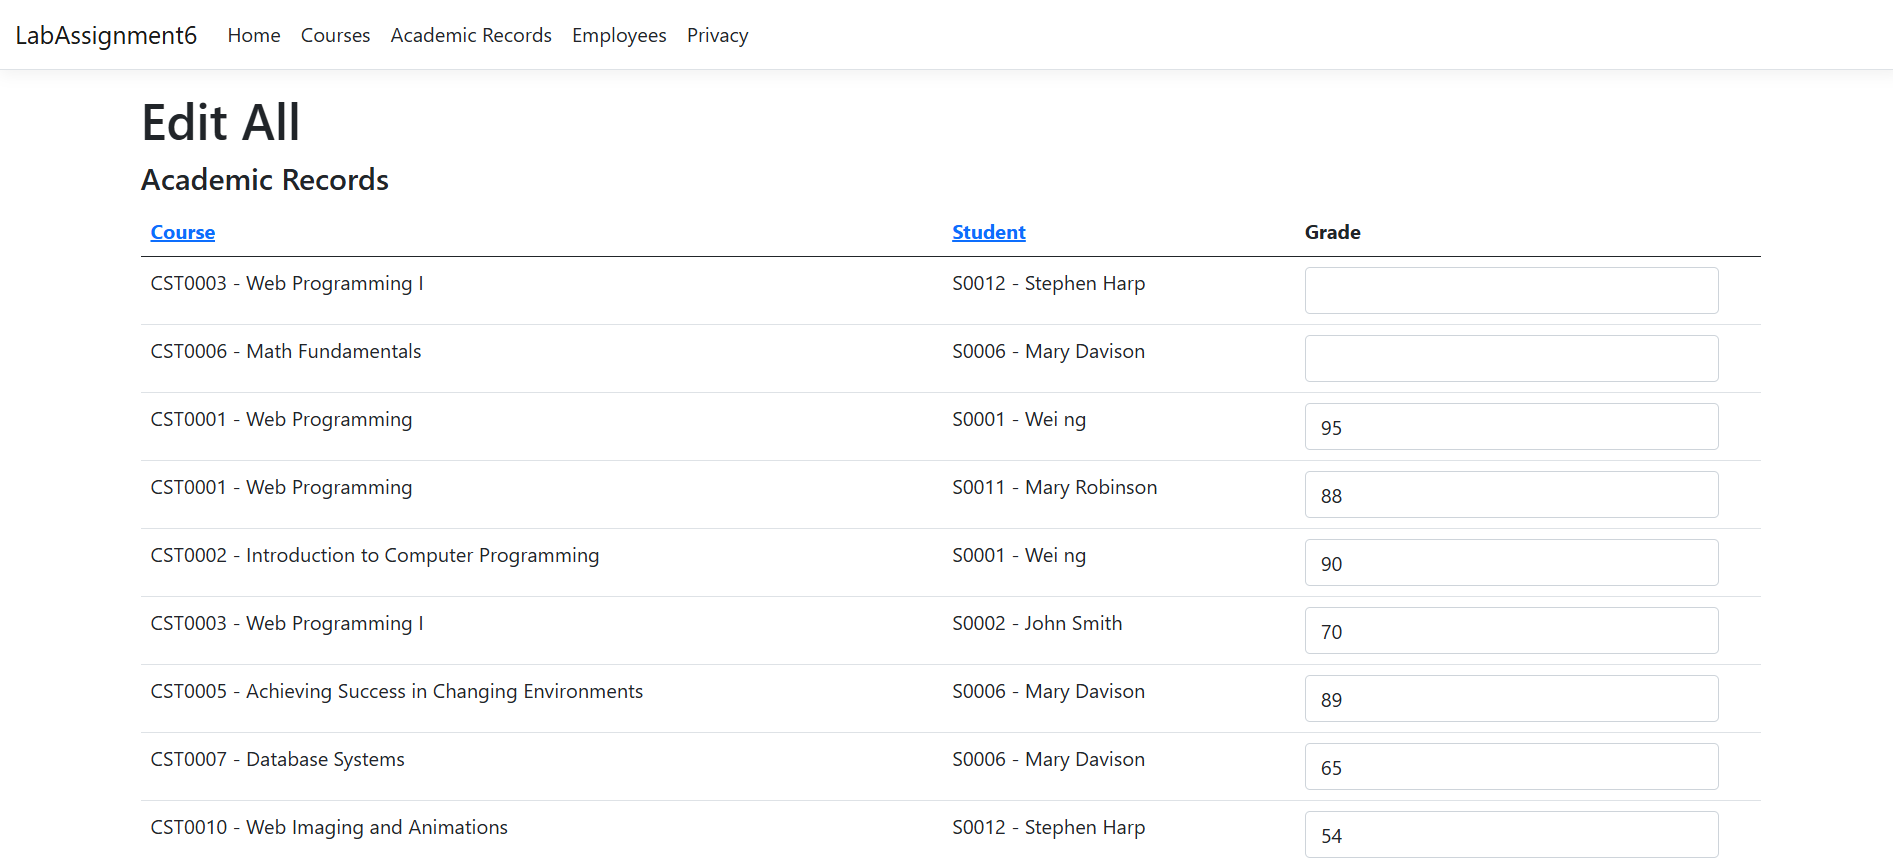 LabAssignment6 Home Courses Academic Records Employees Privacy
Edit All
Academic Records
Course Student Grade
CST0003 - Web Programming I S0012 - Stephen Harp
CST0006 - Math Fundamentals S0006 - Mary Davison
CST0001 - Web Programming S0001 - Wei ng 95
CST0001 - Web Programming S0011 - Mary Robinson 88
CST0002 - Introduction to Computer Programming S0001 - Wei ng 90
CST0003 - Web Programming I S0002 - John Smith 70
CST0005 - Achieving Success in Changing Environments S0006 - Mary Davison 89
CST0007 - Database Systems S0006 - Mary Davison 65
CST0010 - Web Imaging and Animations S0012 - Stephen Harp 54